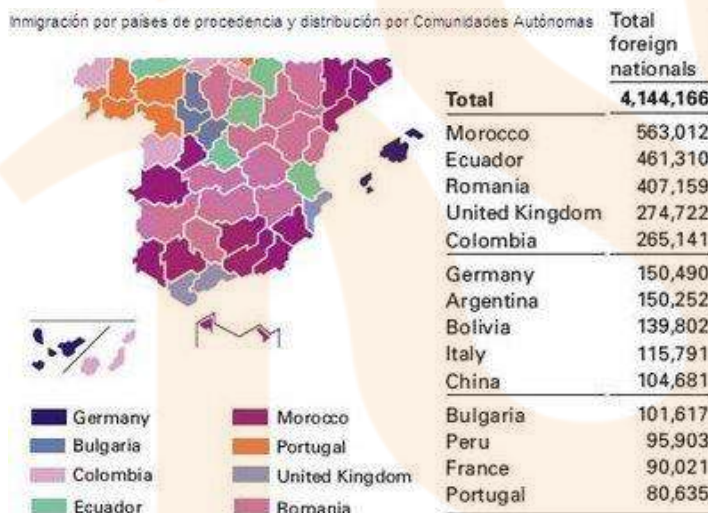 Inmigración por países de procedencia y distribución por Comunidades Autónomas
Total
foreign
nationals
Total 4,144,166
Morocco 563,012
Ecuador 461,310
Romania 407,159
United Kingdom 274,722
Colombia 265,141
Germany 150,490
Argentina 150,252
Bolivia 139,802
Italy 115,791
China 104,681
Bulgaria 101,617
Peru 95,903
France 90,021
Portugal 80,635
Germany Morocco
Bulgaria Portugal
Colombia United Kingdom
Ecuador Romania